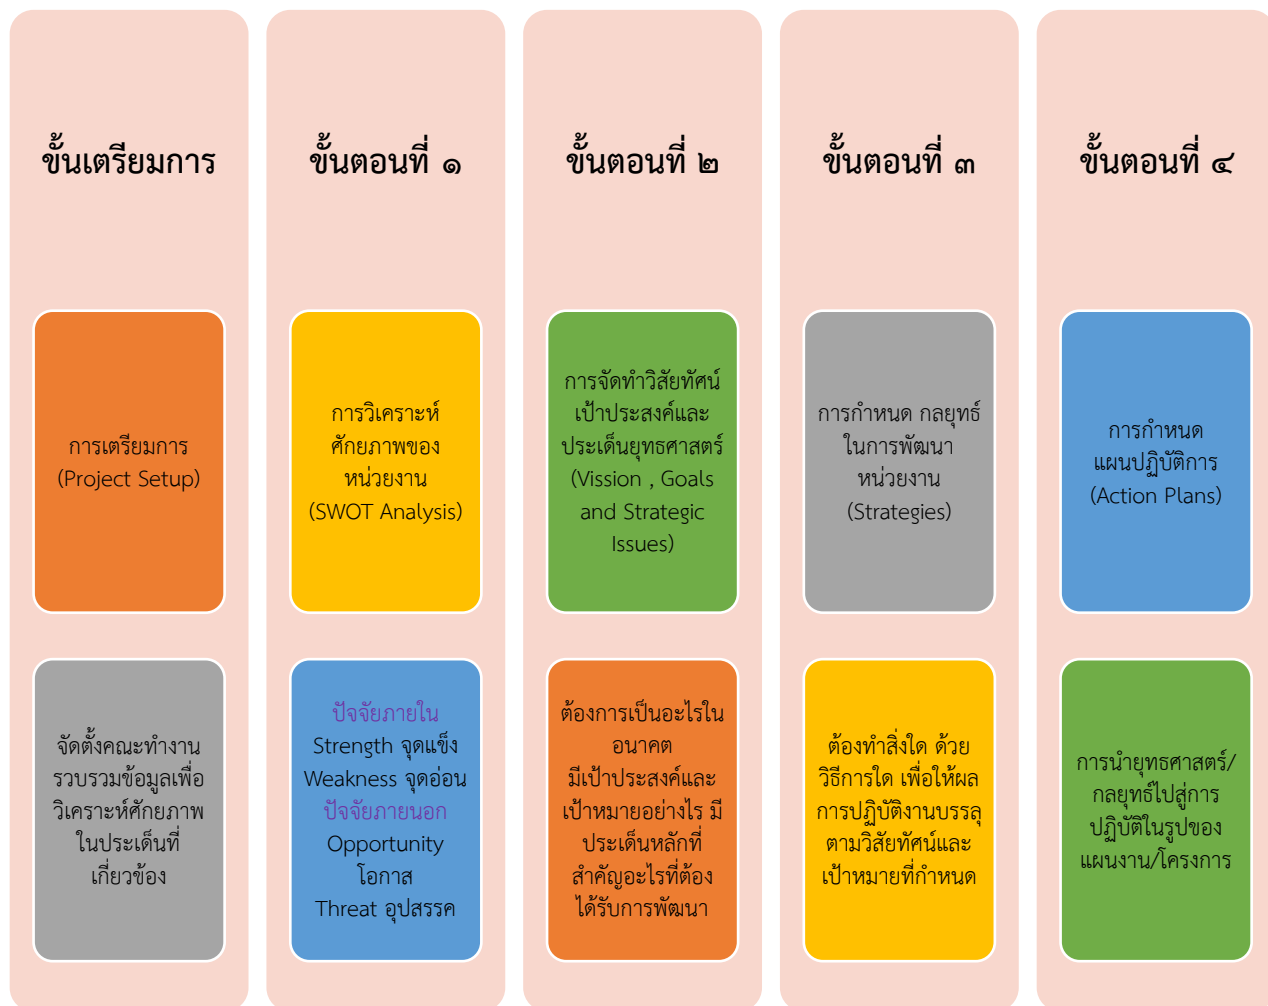 ขั้นเตรียมการ
การเตรียมการ
(Project Setup)
จัดตั้งคณะทำงาน
รวบรวมข้อมูลเพื่อ
วิเคราะห์ศักยภาพ
ในประเด็นที่
เกี่ยวข้อง
ขั้นตอนที่ ๑
การวิเคราะห์
ศักยภาพของ
หน่วยงาน
(SWOT Analysis)
ปัจจัยภายใน
Strength จุดแข็ง
Weakness จุดอ่อน
ปัจจัยภายนอก
Opportunity
โอกาส
Threat อุปสรรค
ขั้นตอนที่ ๒
การจัดทำวิสัยทัศน์
เป้าประสงค์และ
ประเด็นยุทธศาสตร์
(Vission , Goals
and Strategic
Issues)
ต้องการเป็นอะไรใน
อนาคต
มีเป้าประสงค์และ
เป้าหมายอย่างไร มี
ประเด็นหลักที่
สำคัญอะไรที่ต้อง
ได้รับการพัฒนา
ขั้นตอนที่ ๓
การกำหนด กลยุทธ์
ในการพัฒนา
หน่วยงาน
(Strategies)
ต้องทำสิ่งใด ด้วย
วิธีการใด เพื่อให้ผล
การปฏิบัติงานบรรลุ
ตามวิสัยทัศน์และ
เป้าหมายที่กำหนด
ขั้นตอนที่ ๔
การกำหนด
แผนปฏิบัติการ
(Action Plans)
การนำยุทธศาสตร์/
กลยุทธ์ไปสู่การ
ปฏิบัติในรูปของ
แผนงาน/โครงการ